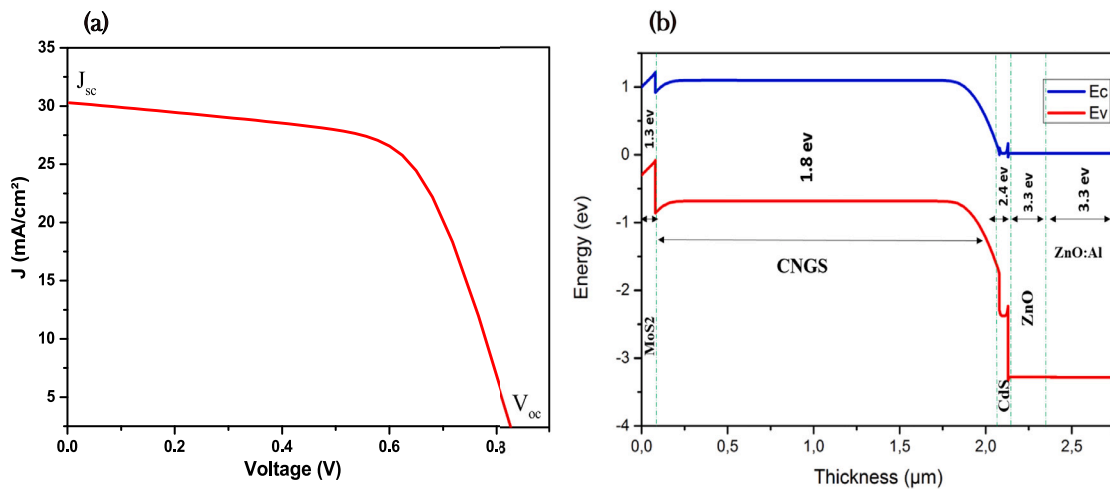 (a)
35
30
25
20
15
10
5
J (mA/cm²)
Jsc
Voc
0.0
0.2
0.4
0.6
0.8
Voltage (V)
(b)
1
0
-1
-2
-3
-4
Energy (eV)
Ec
Ev
1.3 ev
1.8 ev
2.4 ev
3.3 ev
3.3 ev
CNGS
ZnO:Al
MoS2
CdS
ZnO
0,0
0,5
1,0
1,5
2,0
2,5
Thickness (µm)